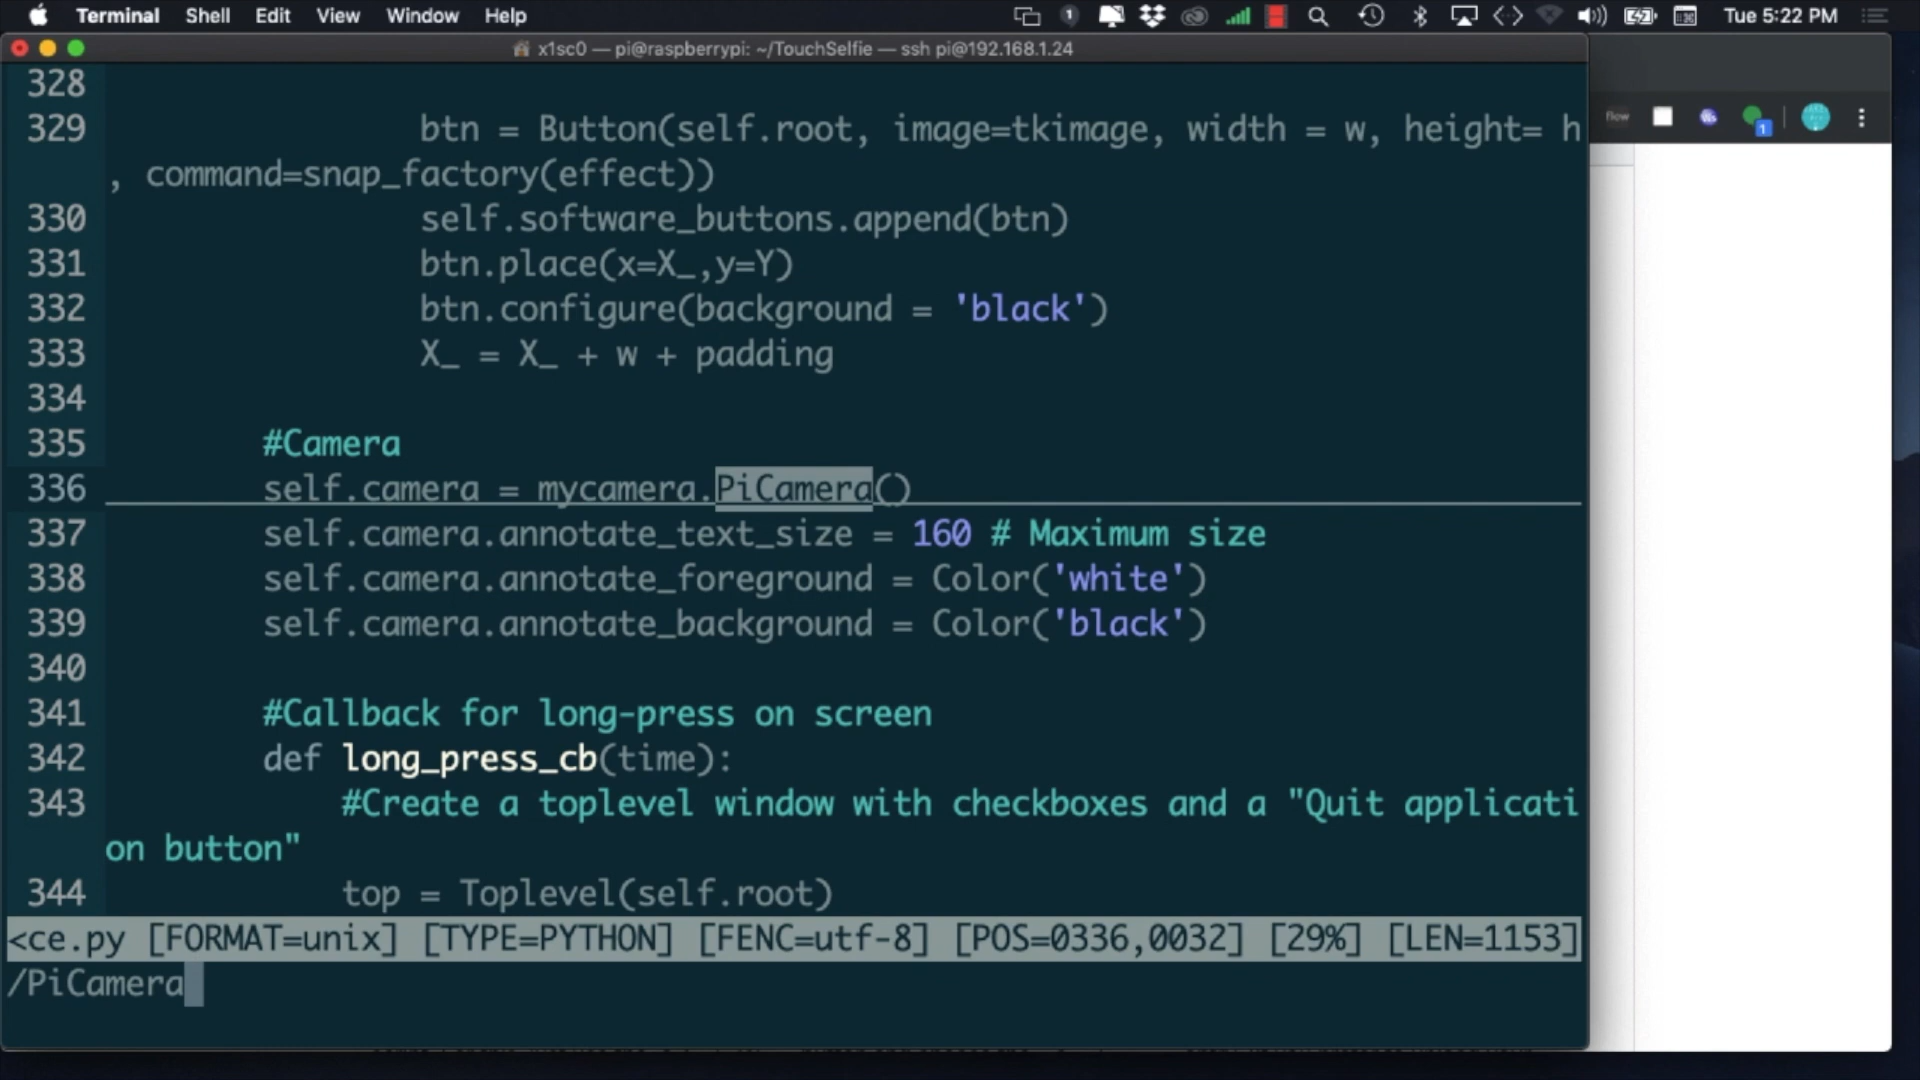 Terminal Shell Edit View Window Help 1 Tue 5:22 PM
x1sc0 — pi@raspberrypi: ~/TouchSelfie — ssh pi@192.168.1.24
328
329 btn = Button(self.root, image=tkimage, width = w, height= h
, command=snap_factory(effect))
330 self.software_buttons.append(btn)
331 btn.place(x=X_,y=Y)
332 btn.configure(background = 'black')
333 X_ = X_ + w + padding
334
335 #Camera
336 self.camera = mycamera.PiCamera()
337 self.camera.annotate_text_size = 160 # Maximum size
338 self.camera.annotate_foreground = Color('white')
339 self.camera.annotate_background = Color('black')
340
341 #Callback for long-press on screen
342 def long_press_cb(time):
343 #Create a toplevel window with checkboxes and a "Quit applicati
on button"
344 top = Toplevel(self.root)
<ce.py [FORMAT=unix] [TYPE=PYTHON] [FENC=utf-8] [POS=0336,0032] [29%] [LEN=1153]
/PiCamera
flow
1